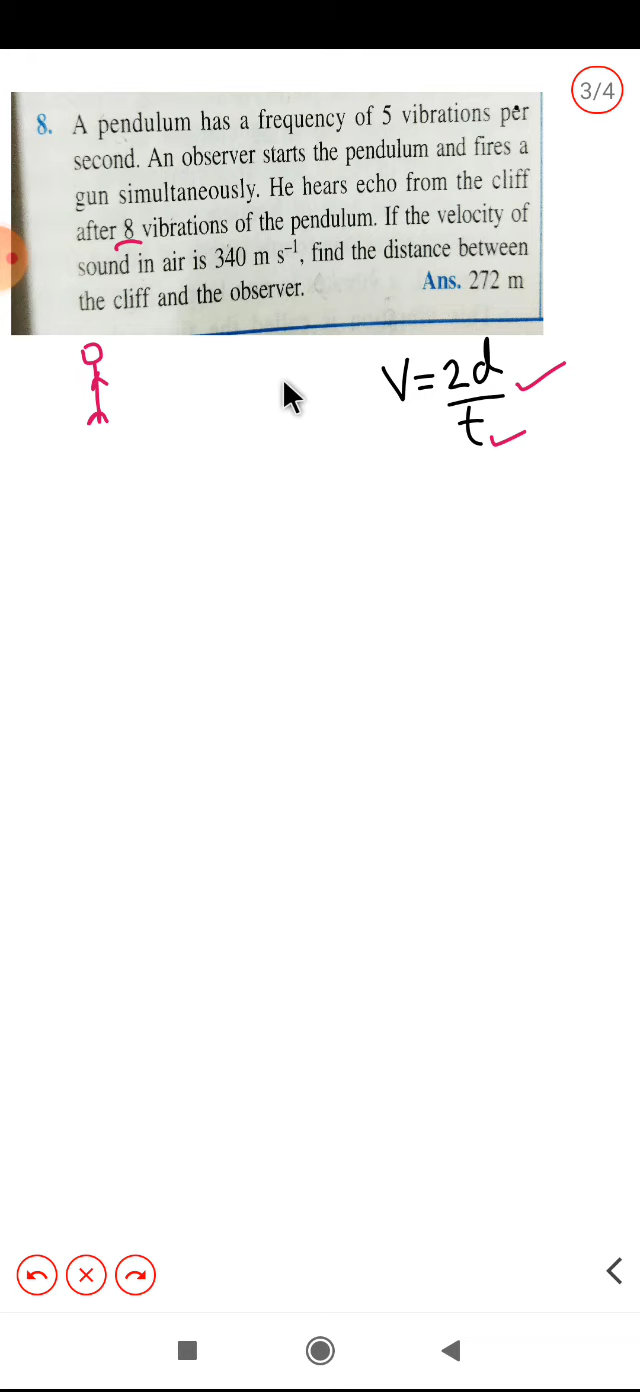 3/4
8. A pendulum has a frequency of 5 vibrations per
second. An observer starts the pendulum and fires a
gun simultaneously. He hears echo from the cliff
after 8 vibrations of the pendulum. If the velocity of
sound in air is 340 m s⁻¹, find the distance between
the cliff and the observer. Ans. 272 m
V=2d/t